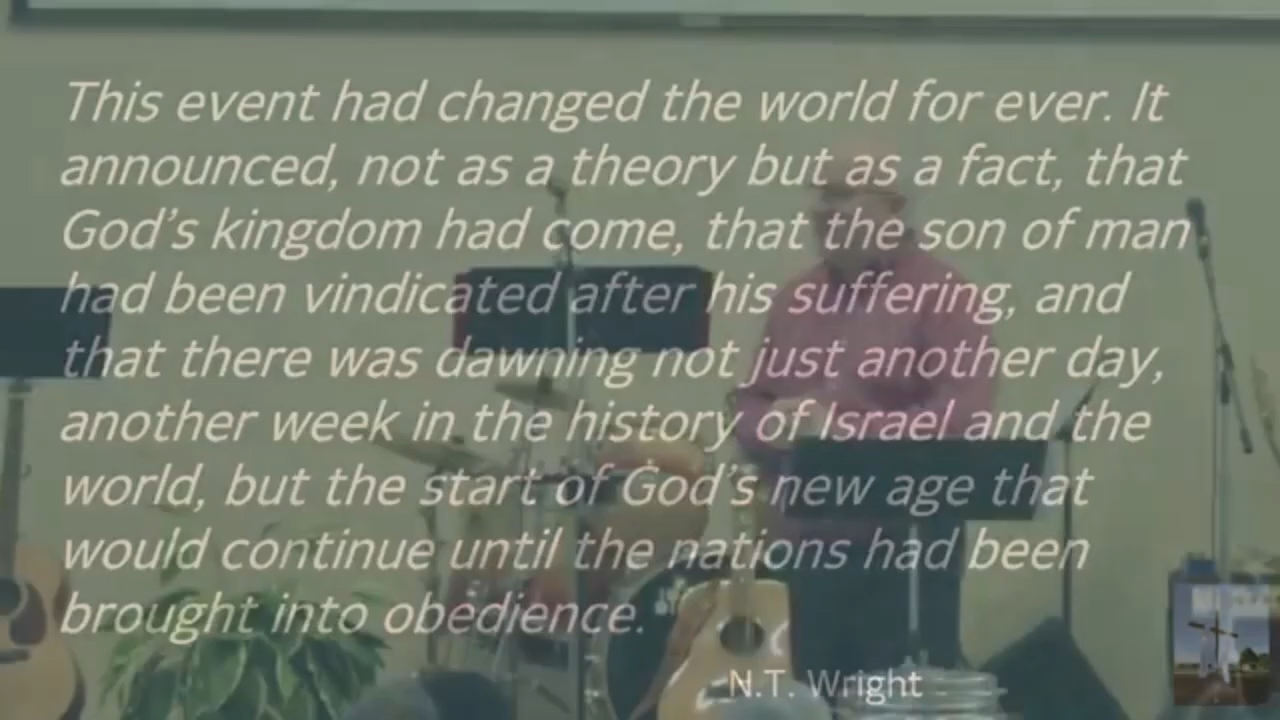 This event had changed the world for ever. It
announced, not as a theory but as a fact, that
God's kingdom had come, that the son of man
had been vindicated after his suffering, and
that there was dawning not just another day,
another week in the history of Israel and the
world, but the start of God's new age that
would continue until the nations had been
brought into obedience.
N.T. Wright